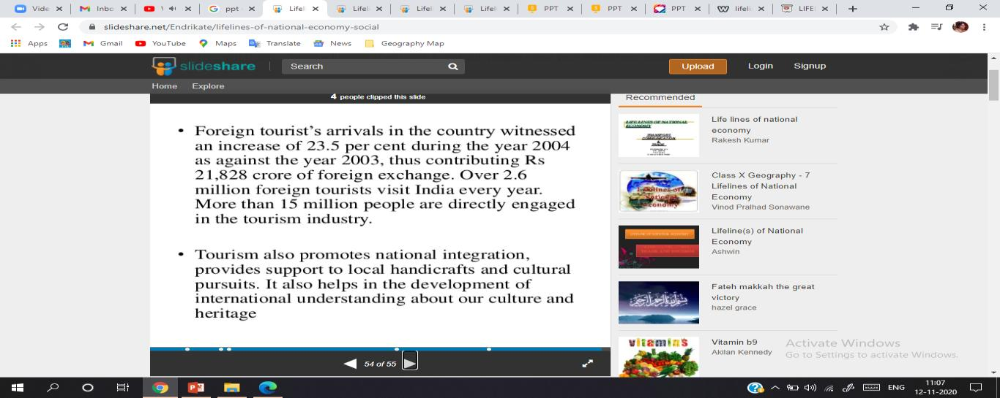 Vide
Inbo
ppt
Lifel
Lifel
Lifel
Lifel
PPT
PPT
PPT
lifeli
LIFE
slideshare.net/Endrikate/lifelines-of-national-economy-social
Apps Gmail YouTube Maps Translate News Geography Map
slideshare Search Upload Login Signup
Home Explore
4 people clipped this slide
• Foreign tourist's arrivals in the country witnessed
an increase of 23.5 per cent during the year 2004
as against the year 2003, thus contributing Rs
21,828 crore of foreign exchange. Over 2.6
million foreign tourists visit India every year.
More than 15 million people are directly engaged
in the tourism industry.
• Tourism also promotes national integration,
provides support to local handicrafts and cultural
pursuits. It also helps in the development of
international understanding about our culture and
heritage
54 of 55
Recommended
LIFE LINES OF NATIONAL
ECONOMY
TRANSPORT
COMMUNICATION
&
TRADE
Life lines of national
economy
Rakesh Kumar
Lifelines of
National
Economy
Class X Geography - 7
Lifelines of National
Economy
Vinod Pralhad Sonawane
Lifeline(s) of National
Economy
Ashwin
Fateh makkah the great
victory
hazel grace
vitamins
Vitamin b9
Akilan Kennedy
Activate Windows
Go to Settings to activate Windows.
ENG
11:07
12-11-2020